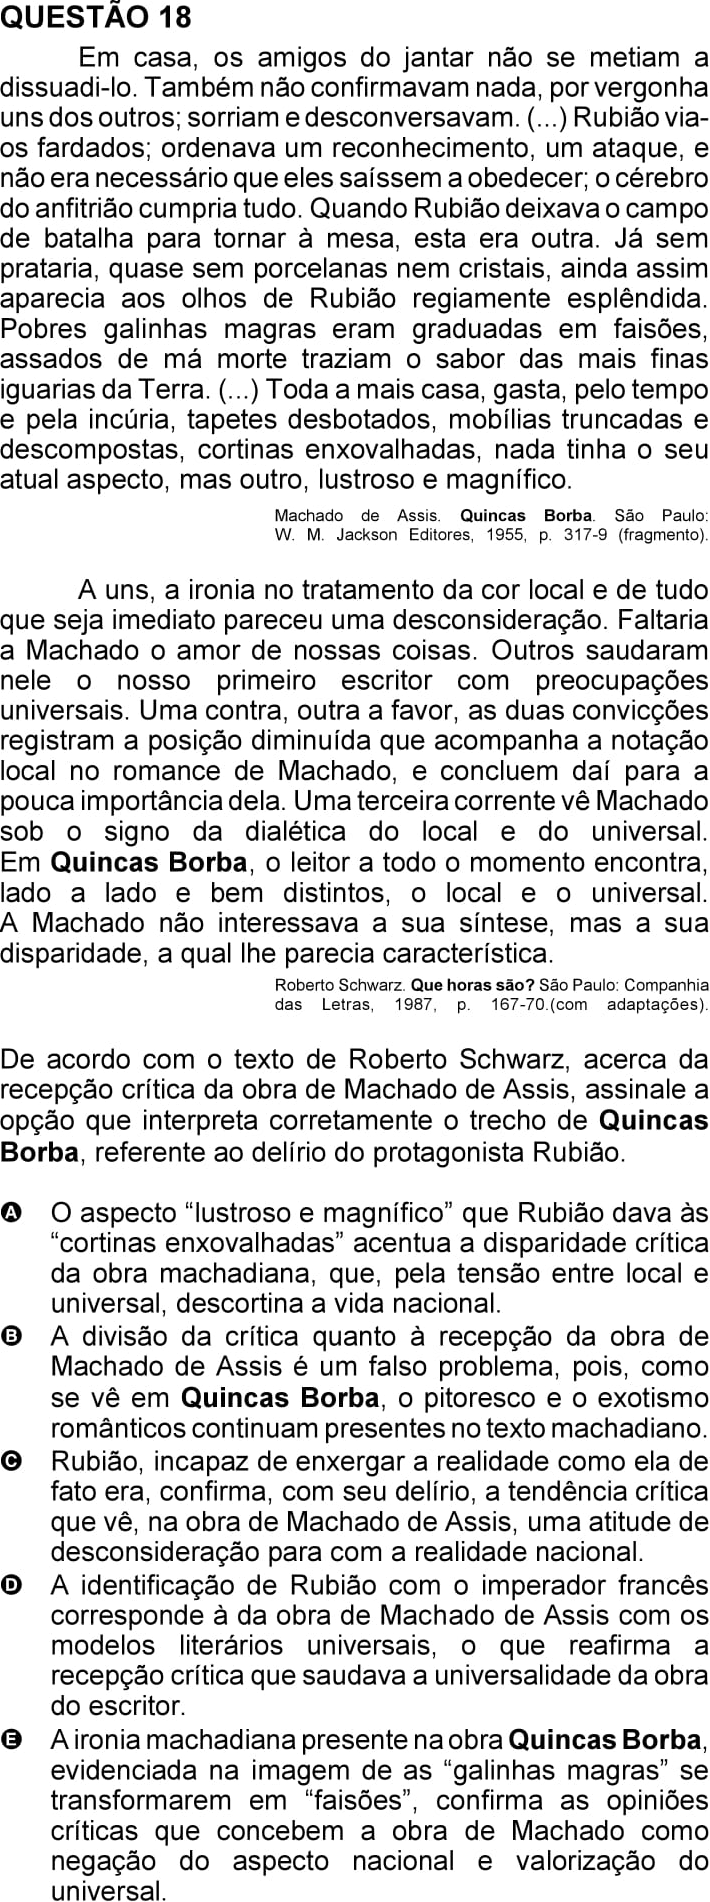 QUESTÃO 18
Em casa, os amigos do jantar não se metiam a
dissuadi-lo. Também não confirmavam nada, por vergonha
uns dos outros; sorriam e desconversavam. (...) Rubião via-
os fardados; ordenava um reconhecimento, um ataque, e
não era necessário que eles saíssem a obedecer; o cérebro
do anfitrião cumpria tudo. Quando Rubião deixava o campo
de batalha para tornar à mesa, esta era outra. Já sem
prataria, quase sem porcelanas nem cristais, ainda assim
aparecia aos olhos de Rubião regiamente esplêndida.
Pobres galinhas magras eram graduadas em faisões,
assados de má morte traziam o sabor das mais finas
iguarias da Terra. (...) Toda a mais casa, gasta, pelo tempo
e pela incúria, tapetes desbotados, mobílias truncadas e
descompostas, cortinas enxovalhadas, nada tinha o seu
atual aspecto, mas outro, lustroso e magnífico.
Machado de Assis. Quincas Borba. São Paulo:
W. M. Jackson Editores, 1955, p. 317-9 (fragmento).
A uns, a ironia no tratamento da cor local e de tudo
que seja imediato pareceu uma desconsideração. Faltaria
a Machado o amor de nossas coisas. Outros saudaram
nele o nosso primeiro escritor com preocupações
universais. Uma contra, outra a favor, as duas convicções
registram a posição diminuída que acompanha a notação
local no romance de Machado, e concluem daí para a
pouca importância dela. Uma terceira corrente vê Machado
sob o signo da dialética do local e do universal.
Em Quincas Borba, o leitor a todo o momento encontra,
lado a lado e bem distintos, o local e o universal.
A Machado não interessava a sua síntese, mas a sua
disparidade, a qual lhe parecia característica.
Roberto Schwarz. Que horas são? São Paulo: Companhia
das Letras, 1987, p. 167-70.(com adaptações).
De acordo com o texto de Roberto Schwarz, acerca da
recepção crítica da obra de Machado de Assis, assinale a
opção que interpreta corretamente o trecho de Quincas
Borba, referente ao delírio do protagonista Rubião.
A O aspecto “lustroso e magnífico” que Rubião dava às
“cortinas enxovalhadas” acentua a disparidade crítica
da obra machadiana, que, pela tensão entre local e
universal, descortina a vida nacional.
B A divisão da crítica quanto à recepção da obra de
Machado de Assis é um falso problema, pois, como
se vê em Quincas Borba, o pitoresco e o exotismo
românticos continuam presentes no texto machadiano.
C Rubião, incapaz de enxergar a realidade como ela de
fato era, confirma, com seu delírio, a tendência crítica
que vê, na obra de Machado de Assis, uma atitude de
desconsideração para com a realidade nacional.
D A identificação de Rubião com o imperador francês
corresponde à da obra de Machado de Assis com os
modelos literários universais, o que reafirma a
recepção crítica que saudava a universalidade da obra
do escritor.
E A ironia machadiana presente na obra Quincas Borba,
evidenciada na imagem de as “galinhas magras” se
transformarem em “faisões”, confirma as opiniões
críticas que concebem a obra de Machado como
negação do aspecto nacional e valorização do
universal.